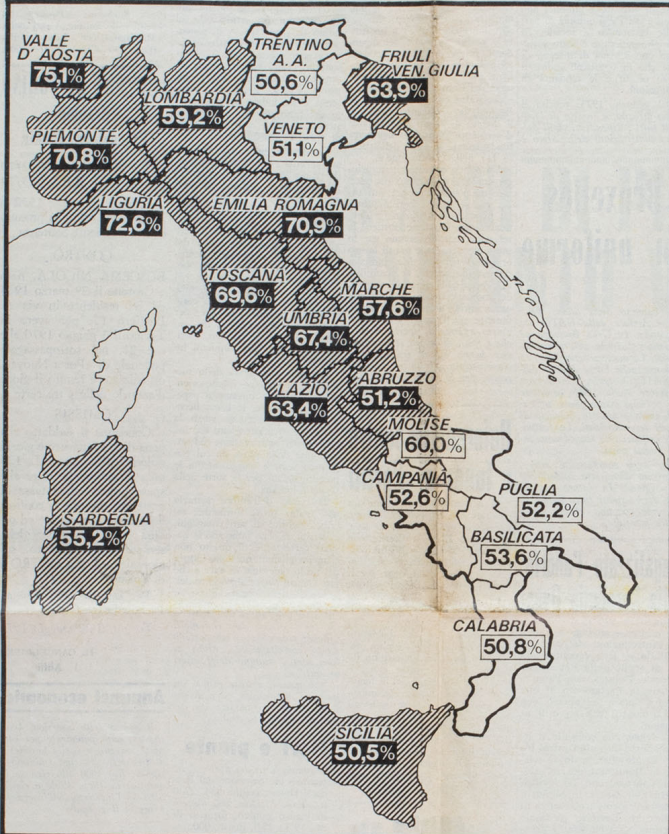 VALLE
D' AOSTA
75,1%
TRENTINO
A.A.
50,6%
FRIULI
VEN. GIULIA
63,9%
LOMBARDIA
59,2%
VENETO
51,1%
PIEMONTE
70,8%
LIGURIA
72,6%
EMILIA ROMAGNA
70,9%
TOSCANA
69,6%
MARCHE
57,6%
UMBRIA
67,4%
LAZIO
63,4%
ABRUZZO
51,2%
MOLISE
60,0%
CAMPANIA
52,6%
PUGLIA
52,2%
BASILICATA
53,6%
SARDEGNA
55,2%
CALABRIA
50,8%
SICILIA
50,5%